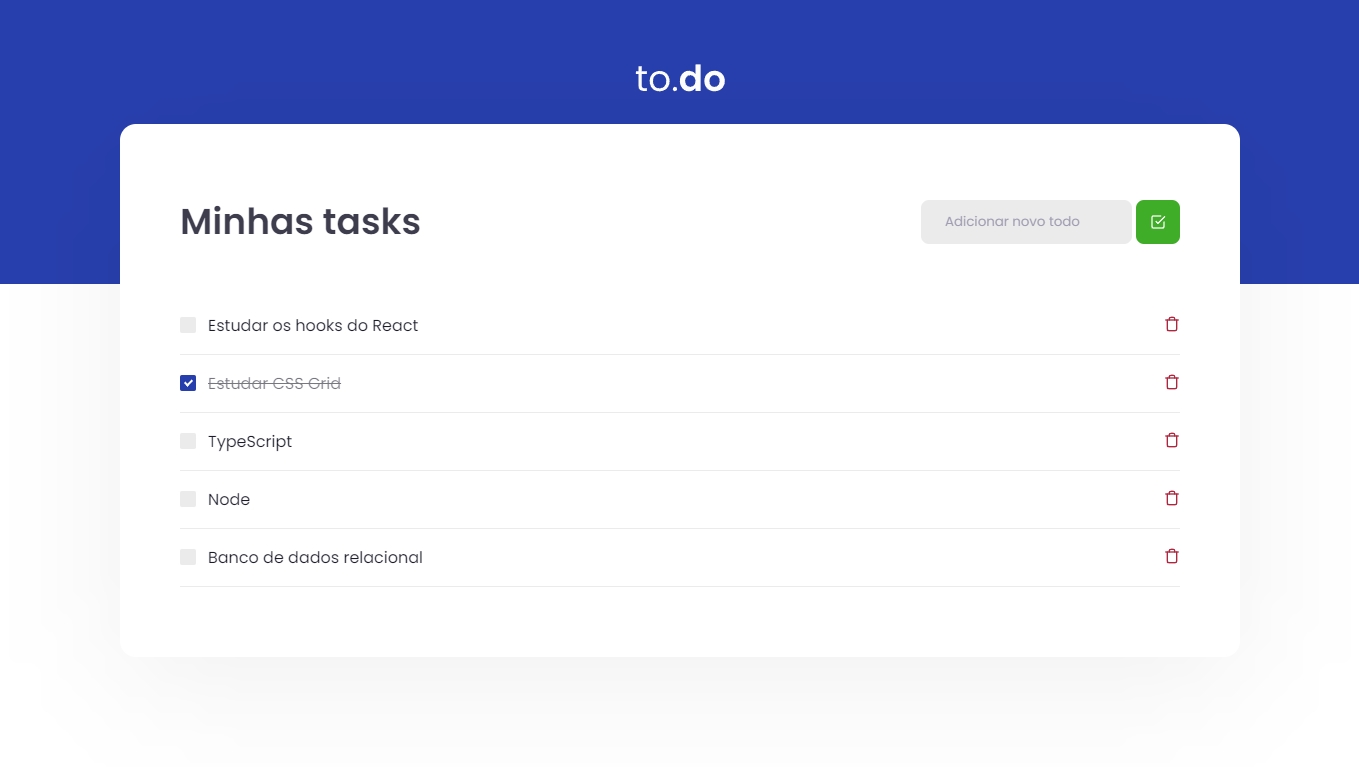 to.do
Minhas tasks
Adicionar novo todo
Estudar os hooks do React
Estudar CSS Grid
TypeScript
Node
Banco de dados relacional